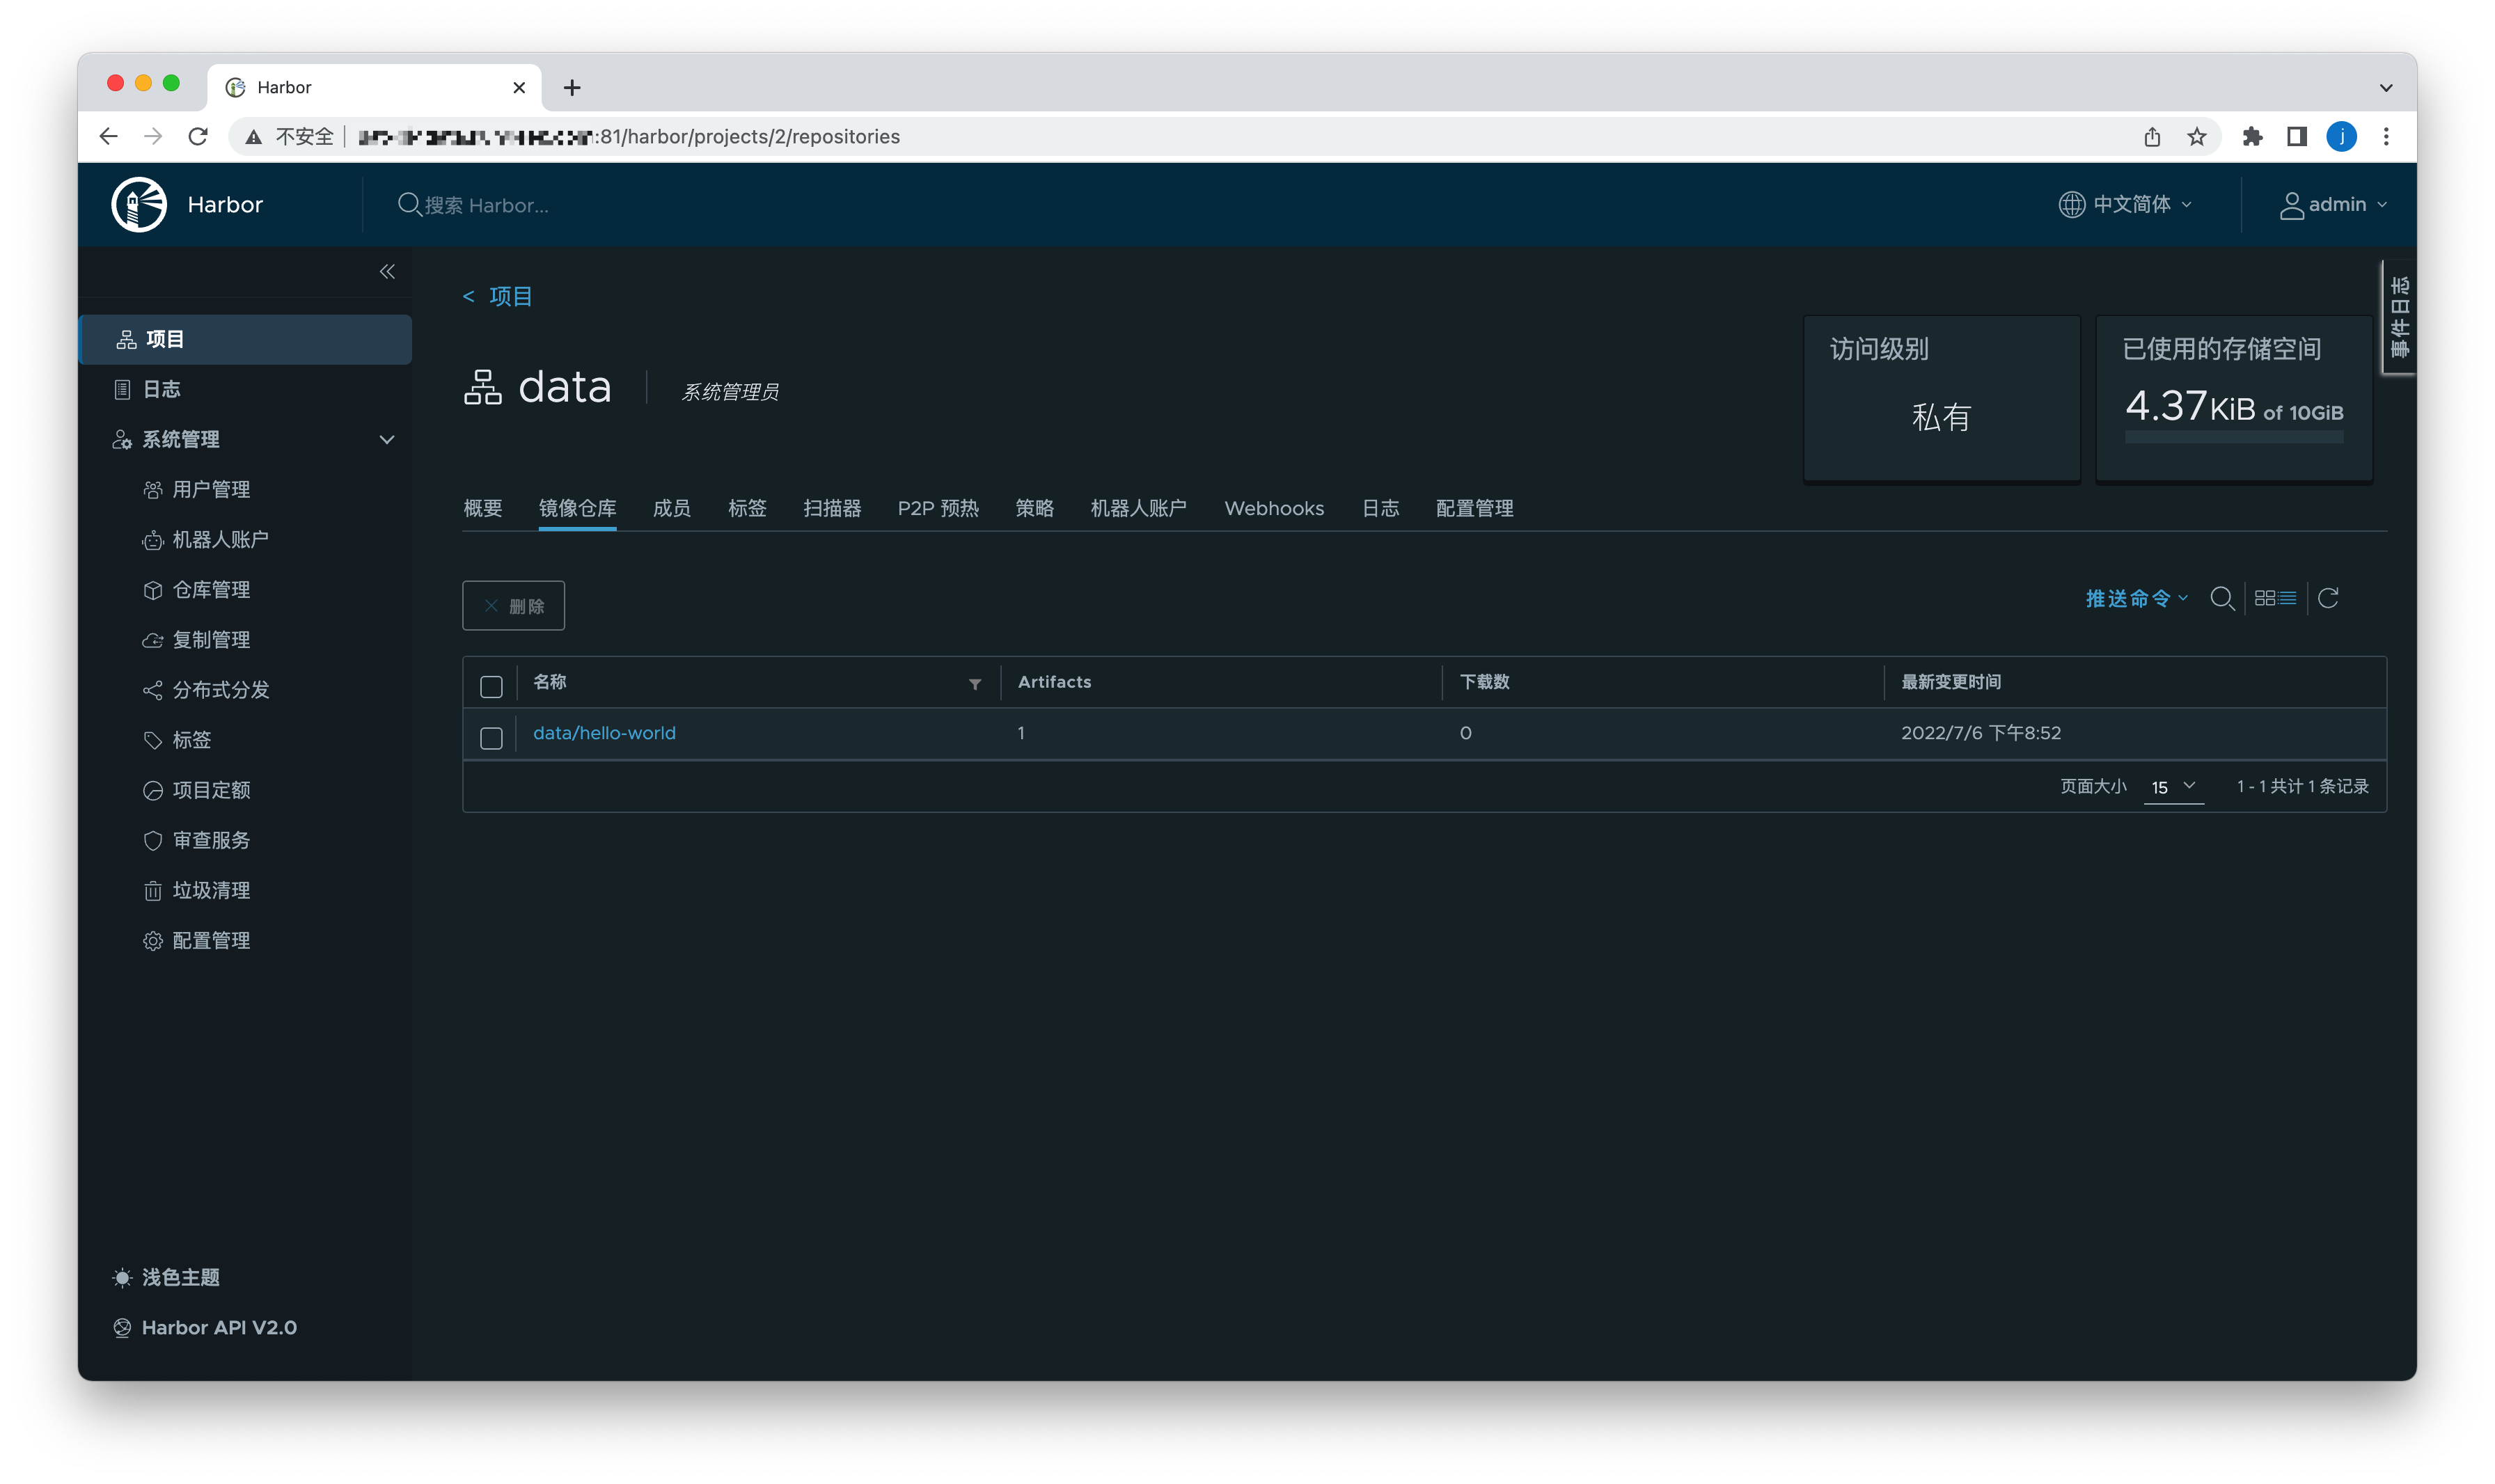 Harbor
不安全 :81/harbor/projects/2/repositories j
Harbor 搜索 Harbor... 中文简体 admin
项目
日志
系统管理
用户管理
机器人账户
仓库管理
复制管理
分布式分发
标签
项目定额
审查服务
垃圾清理
配置管理
浅色主题
Harbor API V2.0
< 项目
data 系统管理员
访问级别
私有
已使用的存储空间
4.37KiB of 10GiB
事件日志
概要 镜像仓库 成员 标签 扫描器 P2P 预热 策略 机器人账户 Webhooks 日志 配置管理
删除 推送命令
名称 Artifacts 下载数 最新变更时间
data/hello-world 1 0 2022/7/6 下午8:52
页面大小 15 1 - 1 共计 1 条记录